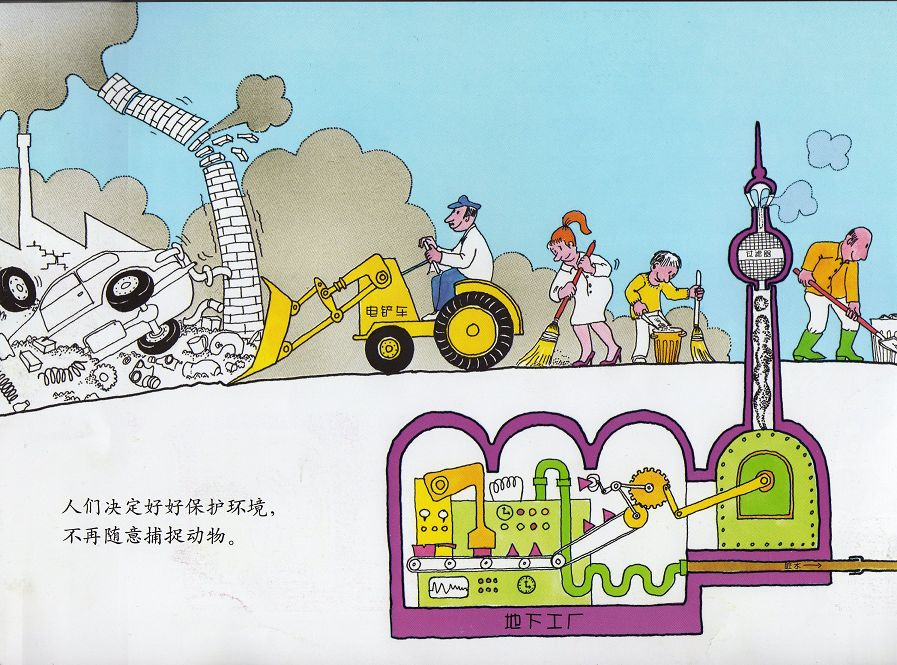 过滤器
电铲车
人们决定好好保护环境，
不再随意捕捉动物。
地下工厂